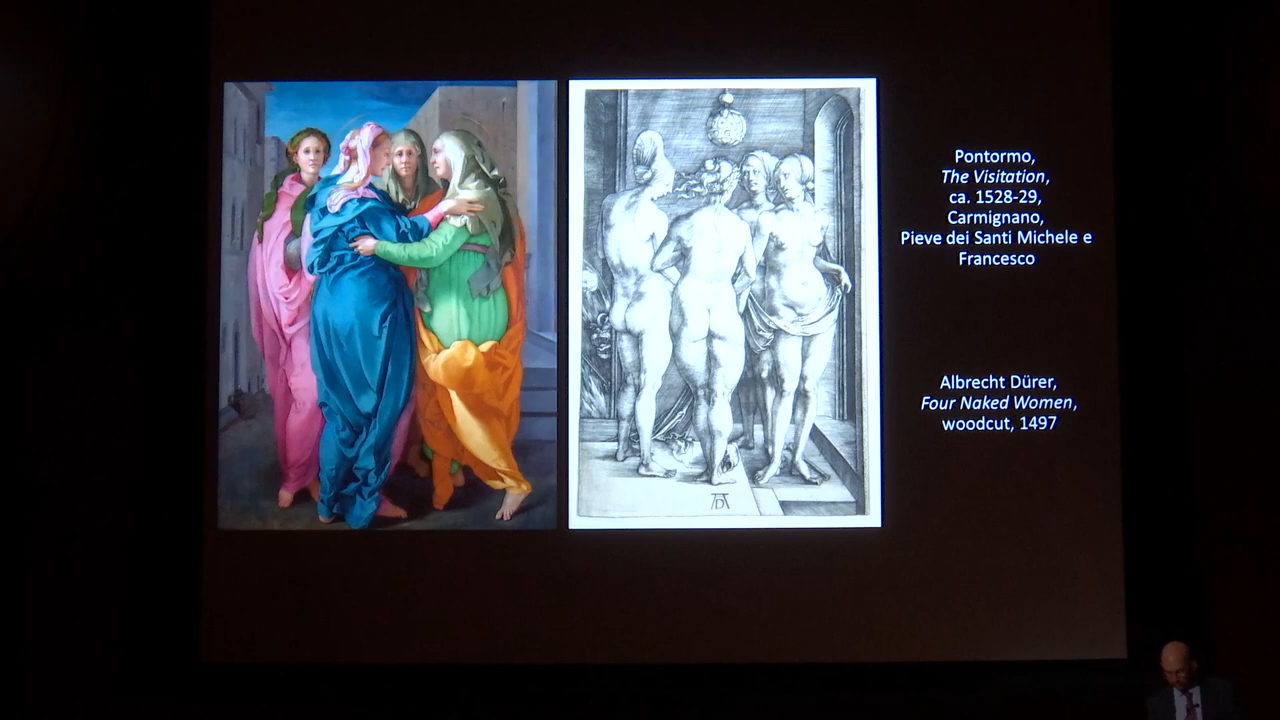 Pontormo,
The Visitation,
ca. 1528-29,
Carmignano,
Pieve dei Santi Michele e
Francesco
Albrecht Dürer,
Four Naked Women,
woodcut, 1497
AD